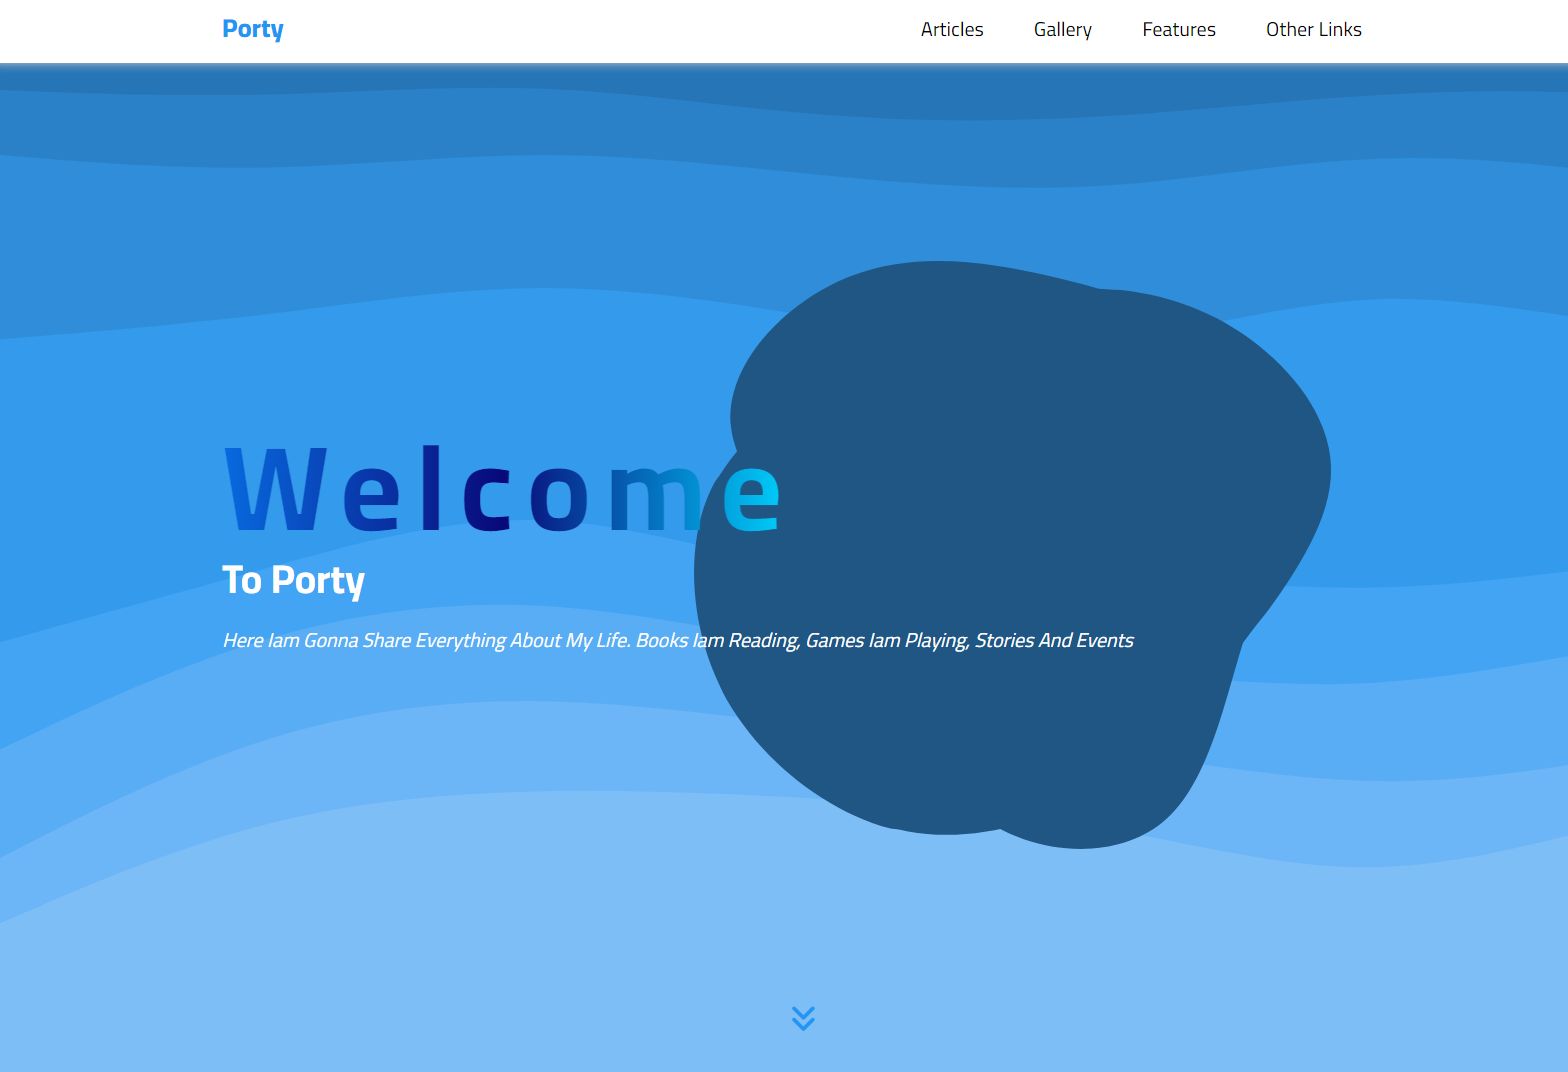 Porty
Articles Gallery Features Other Links
Welcome
To Porty
Here Iam Gonna Share Everything About My Life. Books Iam Reading, Games Iam Playing, Stories And Events